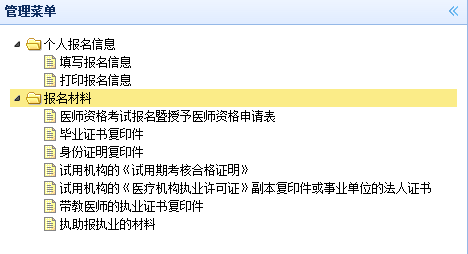 管理菜单
个人报名信息
填写报名信息
打印报名信息
报名材料
医师资格考试报名暨授予医师资格申请表
毕业证书复印件
身份证明复印件
试用机构的《试用期考核合格证明》
试用机构的《医疗机构执业许可证》副本复印件或事业单位的法人证书
带教医师的执业证书复印件
执助报执业的材料